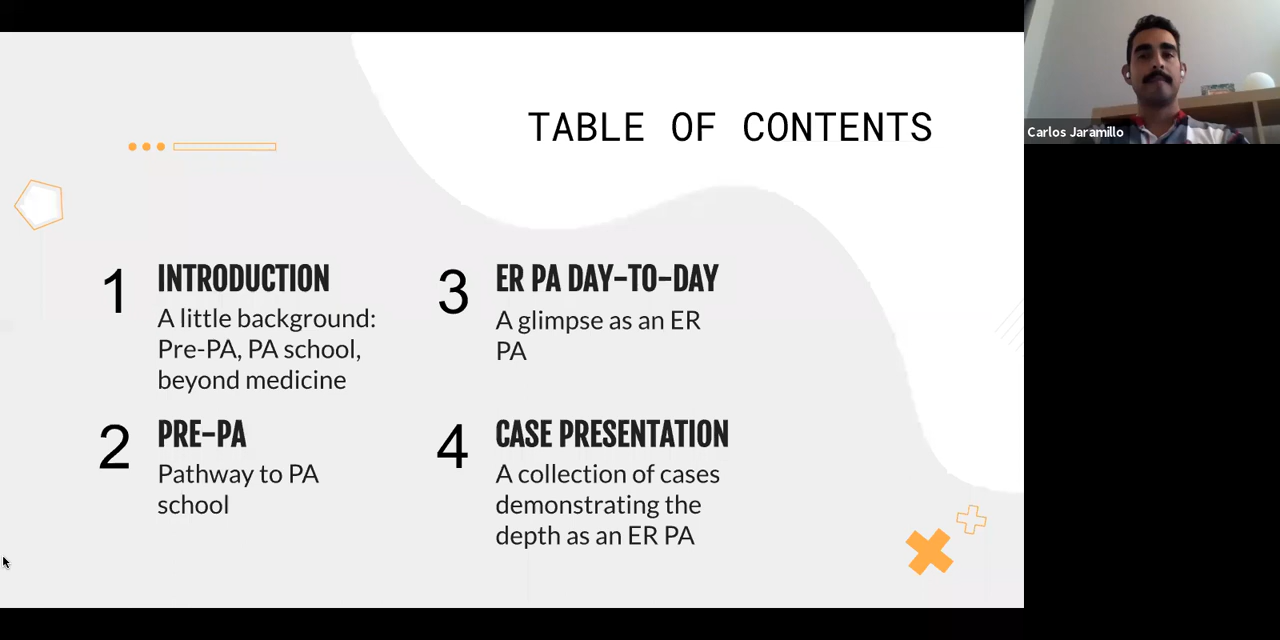 TABLE OF CONTENTS
1
INTRODUCTION
A little background:
Pre-PA, PA school,
beyond medicine
2
PRE-PA
Pathway to PA
school
3
ER PA DAY-TO-DAY
A glimpse as an ER
PA
4
CASE PRESENTATION
A collection of cases
demonstrating the
depth as an ER PA
Carlos Jaramillo